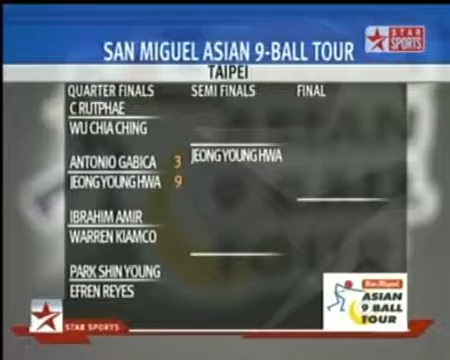 STAR
SPORTS
SAN MIGUEL ASIAN 9-BALL TOUR
TAIPEI
QUARTER FINALS SEMI FINALS FINAL
C RUTPHAE
WU CHIA CHING
JEONG YOUNG HWA
ANTONIO GABICA 3
JEONG YOUNG HWA 9
IBRAHIM AMIR
WARREN KIAMCO
PARK SHIN YOUNG
EFREN REYES
San Miguel
ASIAN
9 BALL
TOUR
STAR SPORTS